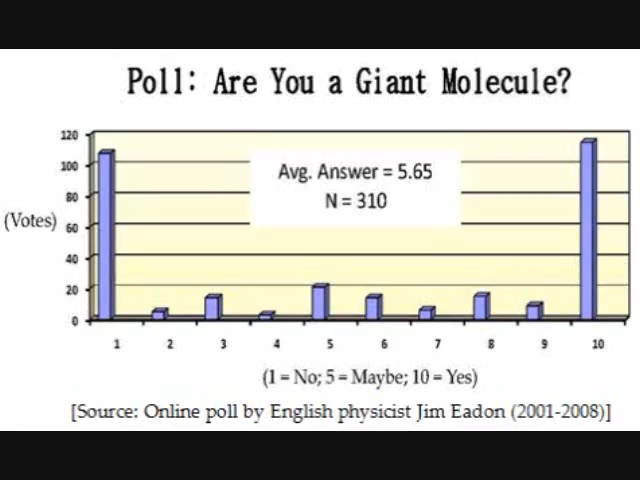 Poll: Are You a Giant Molecule?
120
100
80
60
40
20
0
(Votes)
Avg. Answer = 5.65
N = 310
1 2 3 4 5 6 7 8 9 10
(1 = No; 5 = Maybe; 10 = Yes)
[Source: Online poll by English physicist Jim Eadon (2001-2008)]